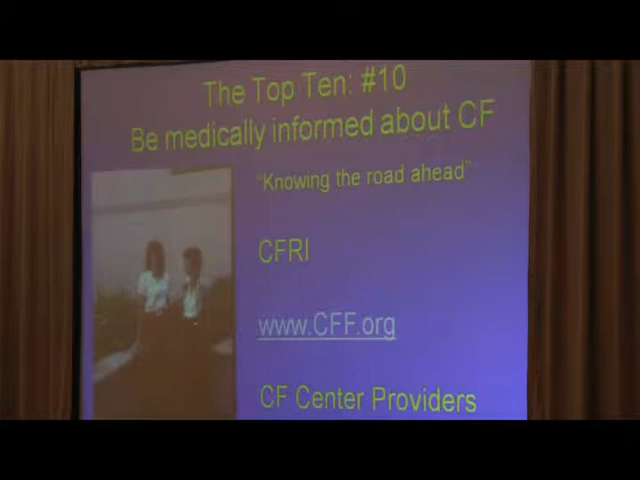 The Top Ten: #10
Be medically informed about CF
"Knowing the road ahead"
CFRI
www.CFF.org
CF Center Providers